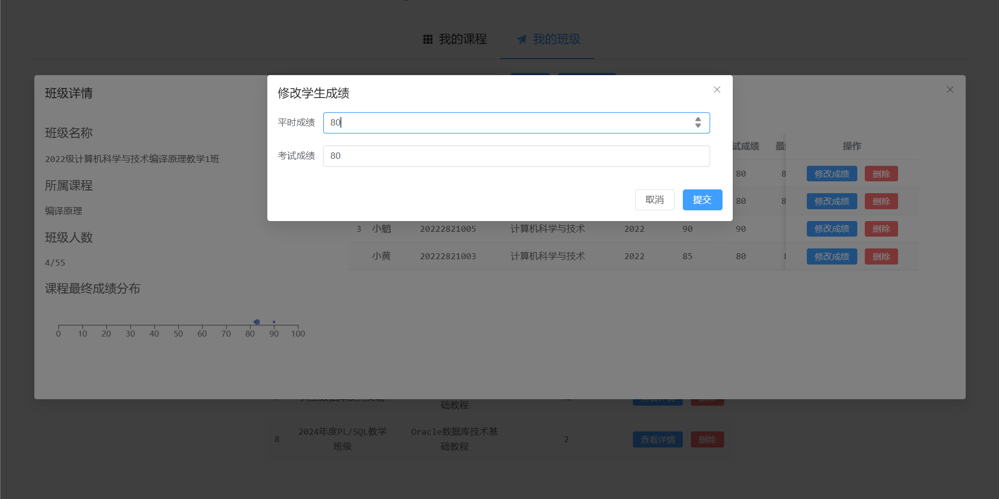 我的课程
我的班级
班级详情
班级名称
2022级计算机科学与技术编译原理教学1班
所属课程
编译原理
班级人数
4/55
课程最终成绩分布
0 10 20 30 40 50 60 70 80 90 100
修改学生成绩
平时成绩 80
考试成绩 80
取消 提交
试成绩 操作
80 8 修改成绩 删除
80 8 修改成绩 删除
3 小魈 20222821005 计算机科学与技术 2022 90 90 修改成绩 删除
小黄 20222821003 计算机科学与技术 2022 85 80 修改成绩 删除
础教程
8 2024年度PL/SQL教学 Oracle数据库技术基 2 查看详情 删除
班级 础教程